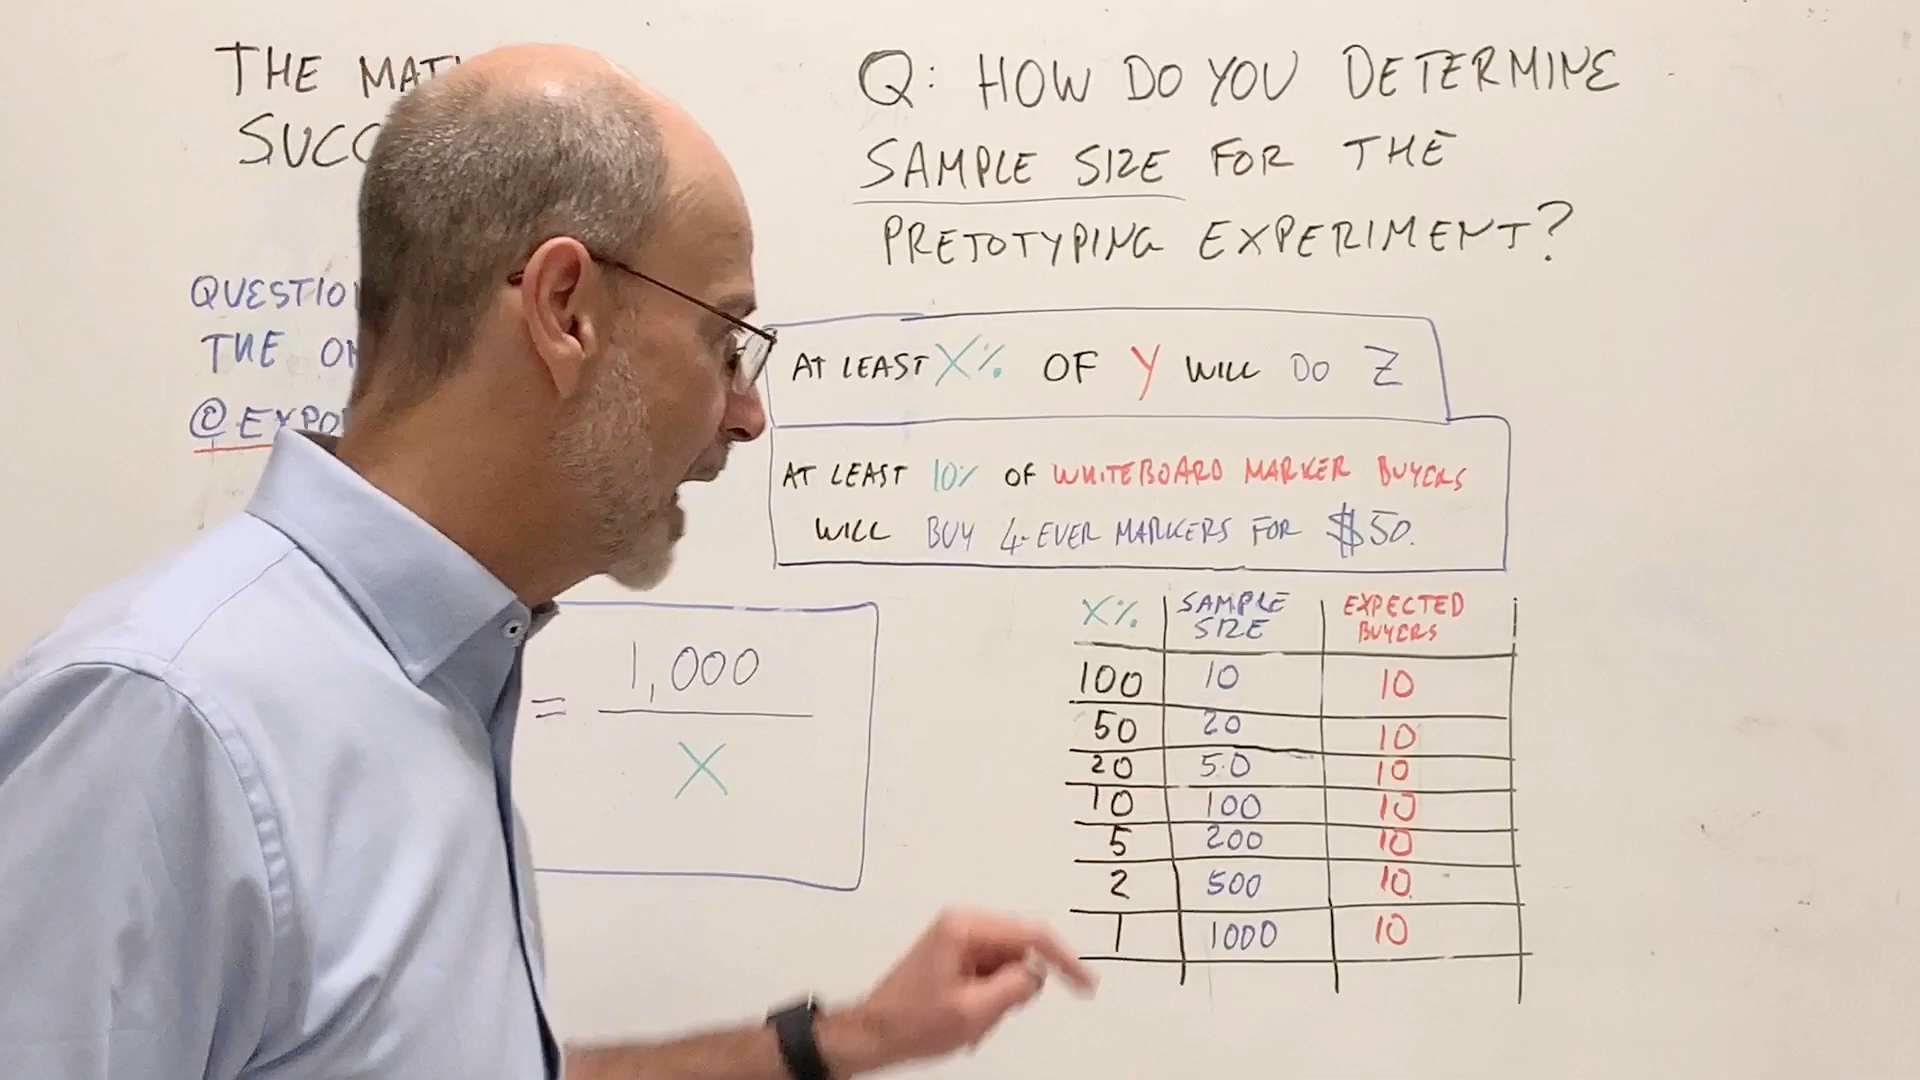 THE
SUCC
Q: HOW DO YOU DETERMINE
SAMPLE SIZE FOR THE
PRETOTYPING EXPERIMENT?
THE
AT LEAST X% OF Y WILL DO Z
AT LEAST 10% OF WHITEBOARD MARKER BUYERS
WILL BUY 4-EVER MARKERS FOR $50.
= 1,000
X
X% SAMPLE SIZE EXPECTED BUYERS
100 10 10
50 20 10
20 50 10
10 100 10
5 200 10
2 500 10
1 1000 10